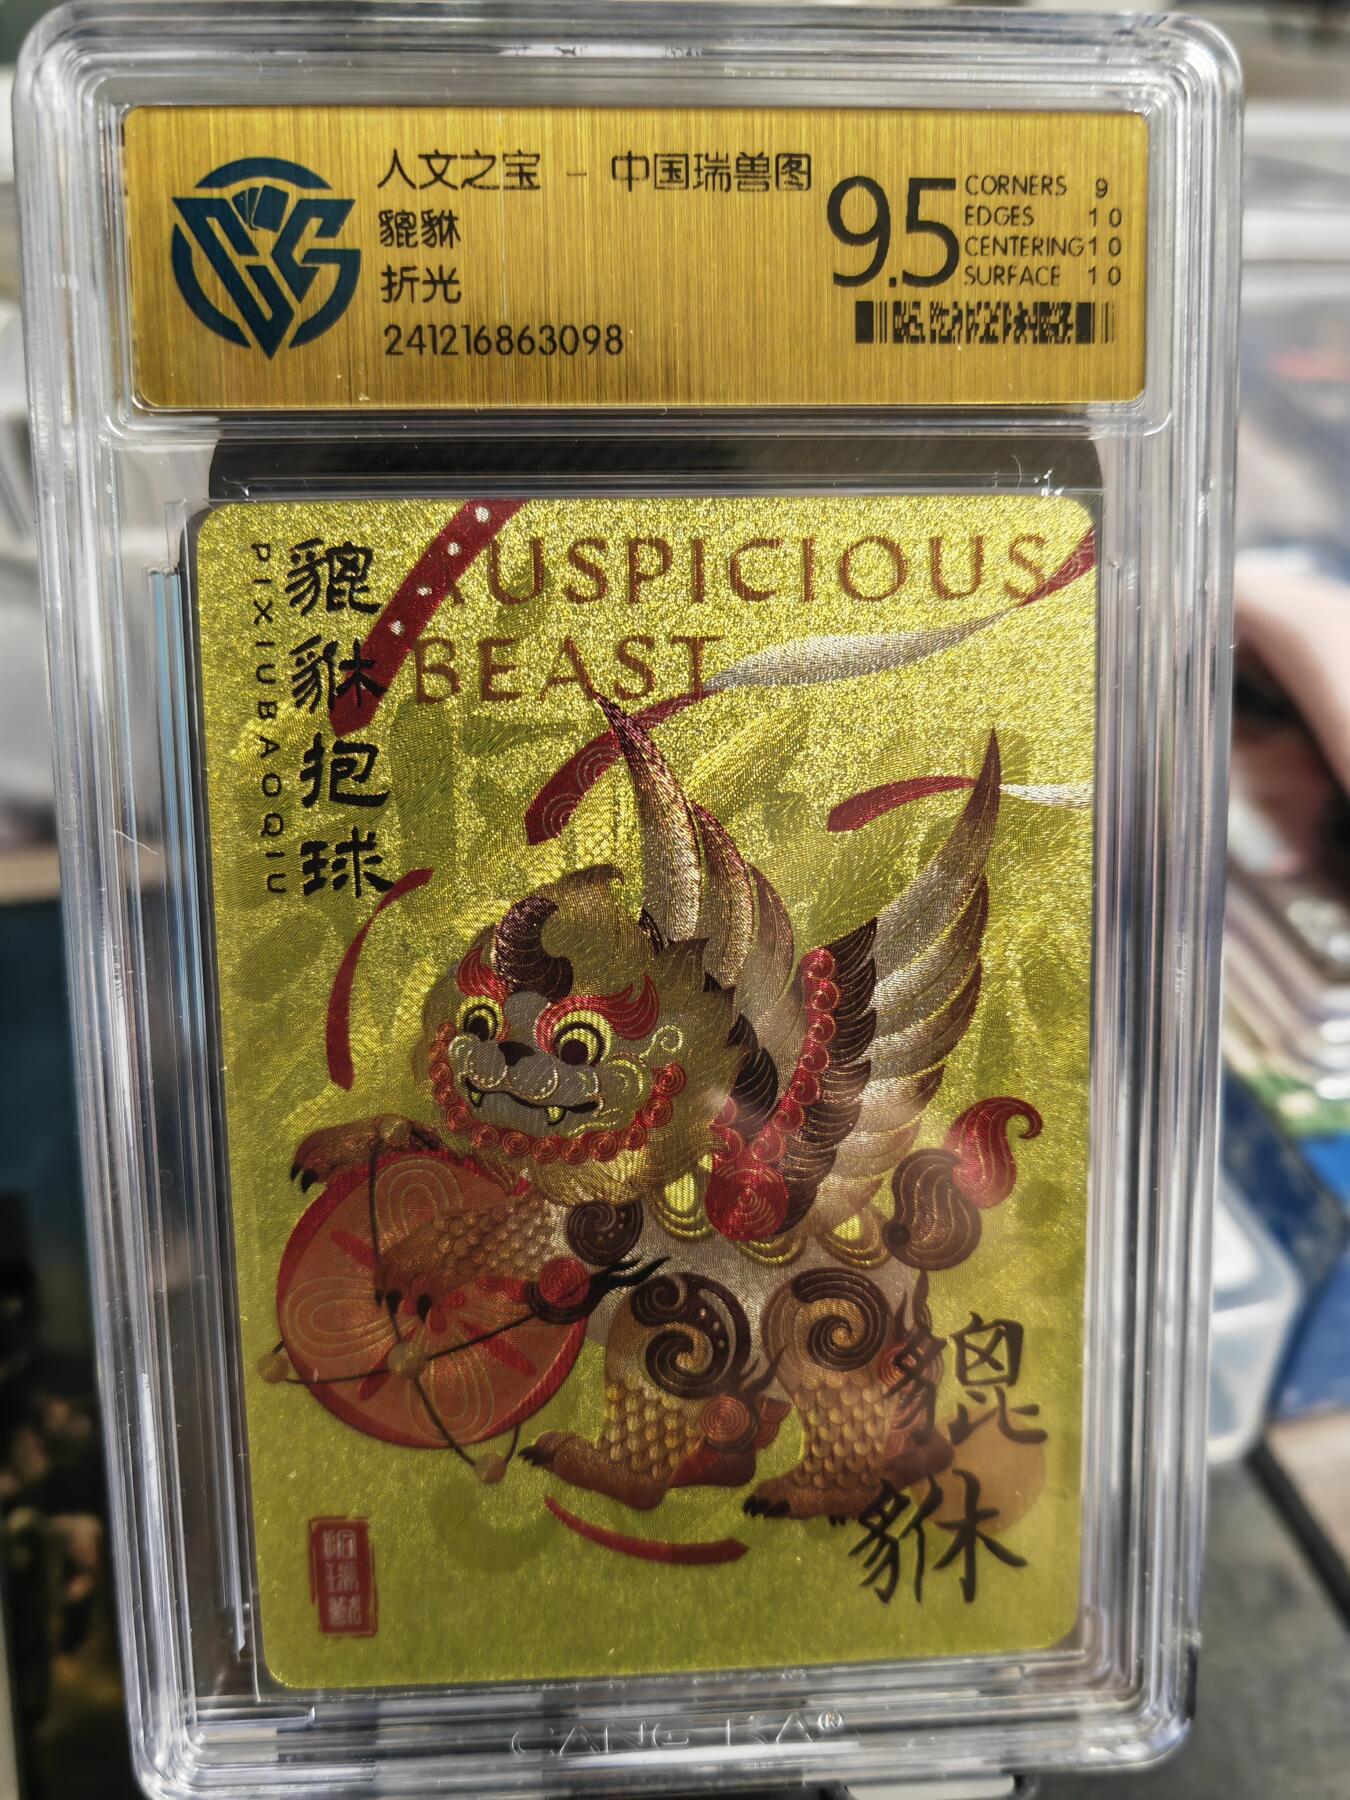 人文之宝 - 中国瑞兽图
貔貅
折光
241216863098
9.5
CORNERS 9
EDGES 10
CENTERING 10
SURFACE 10
AUSPICIOUS
BEAST
貔貅抱球
PIXIUBAOQIU
貔貅
CANG KA®